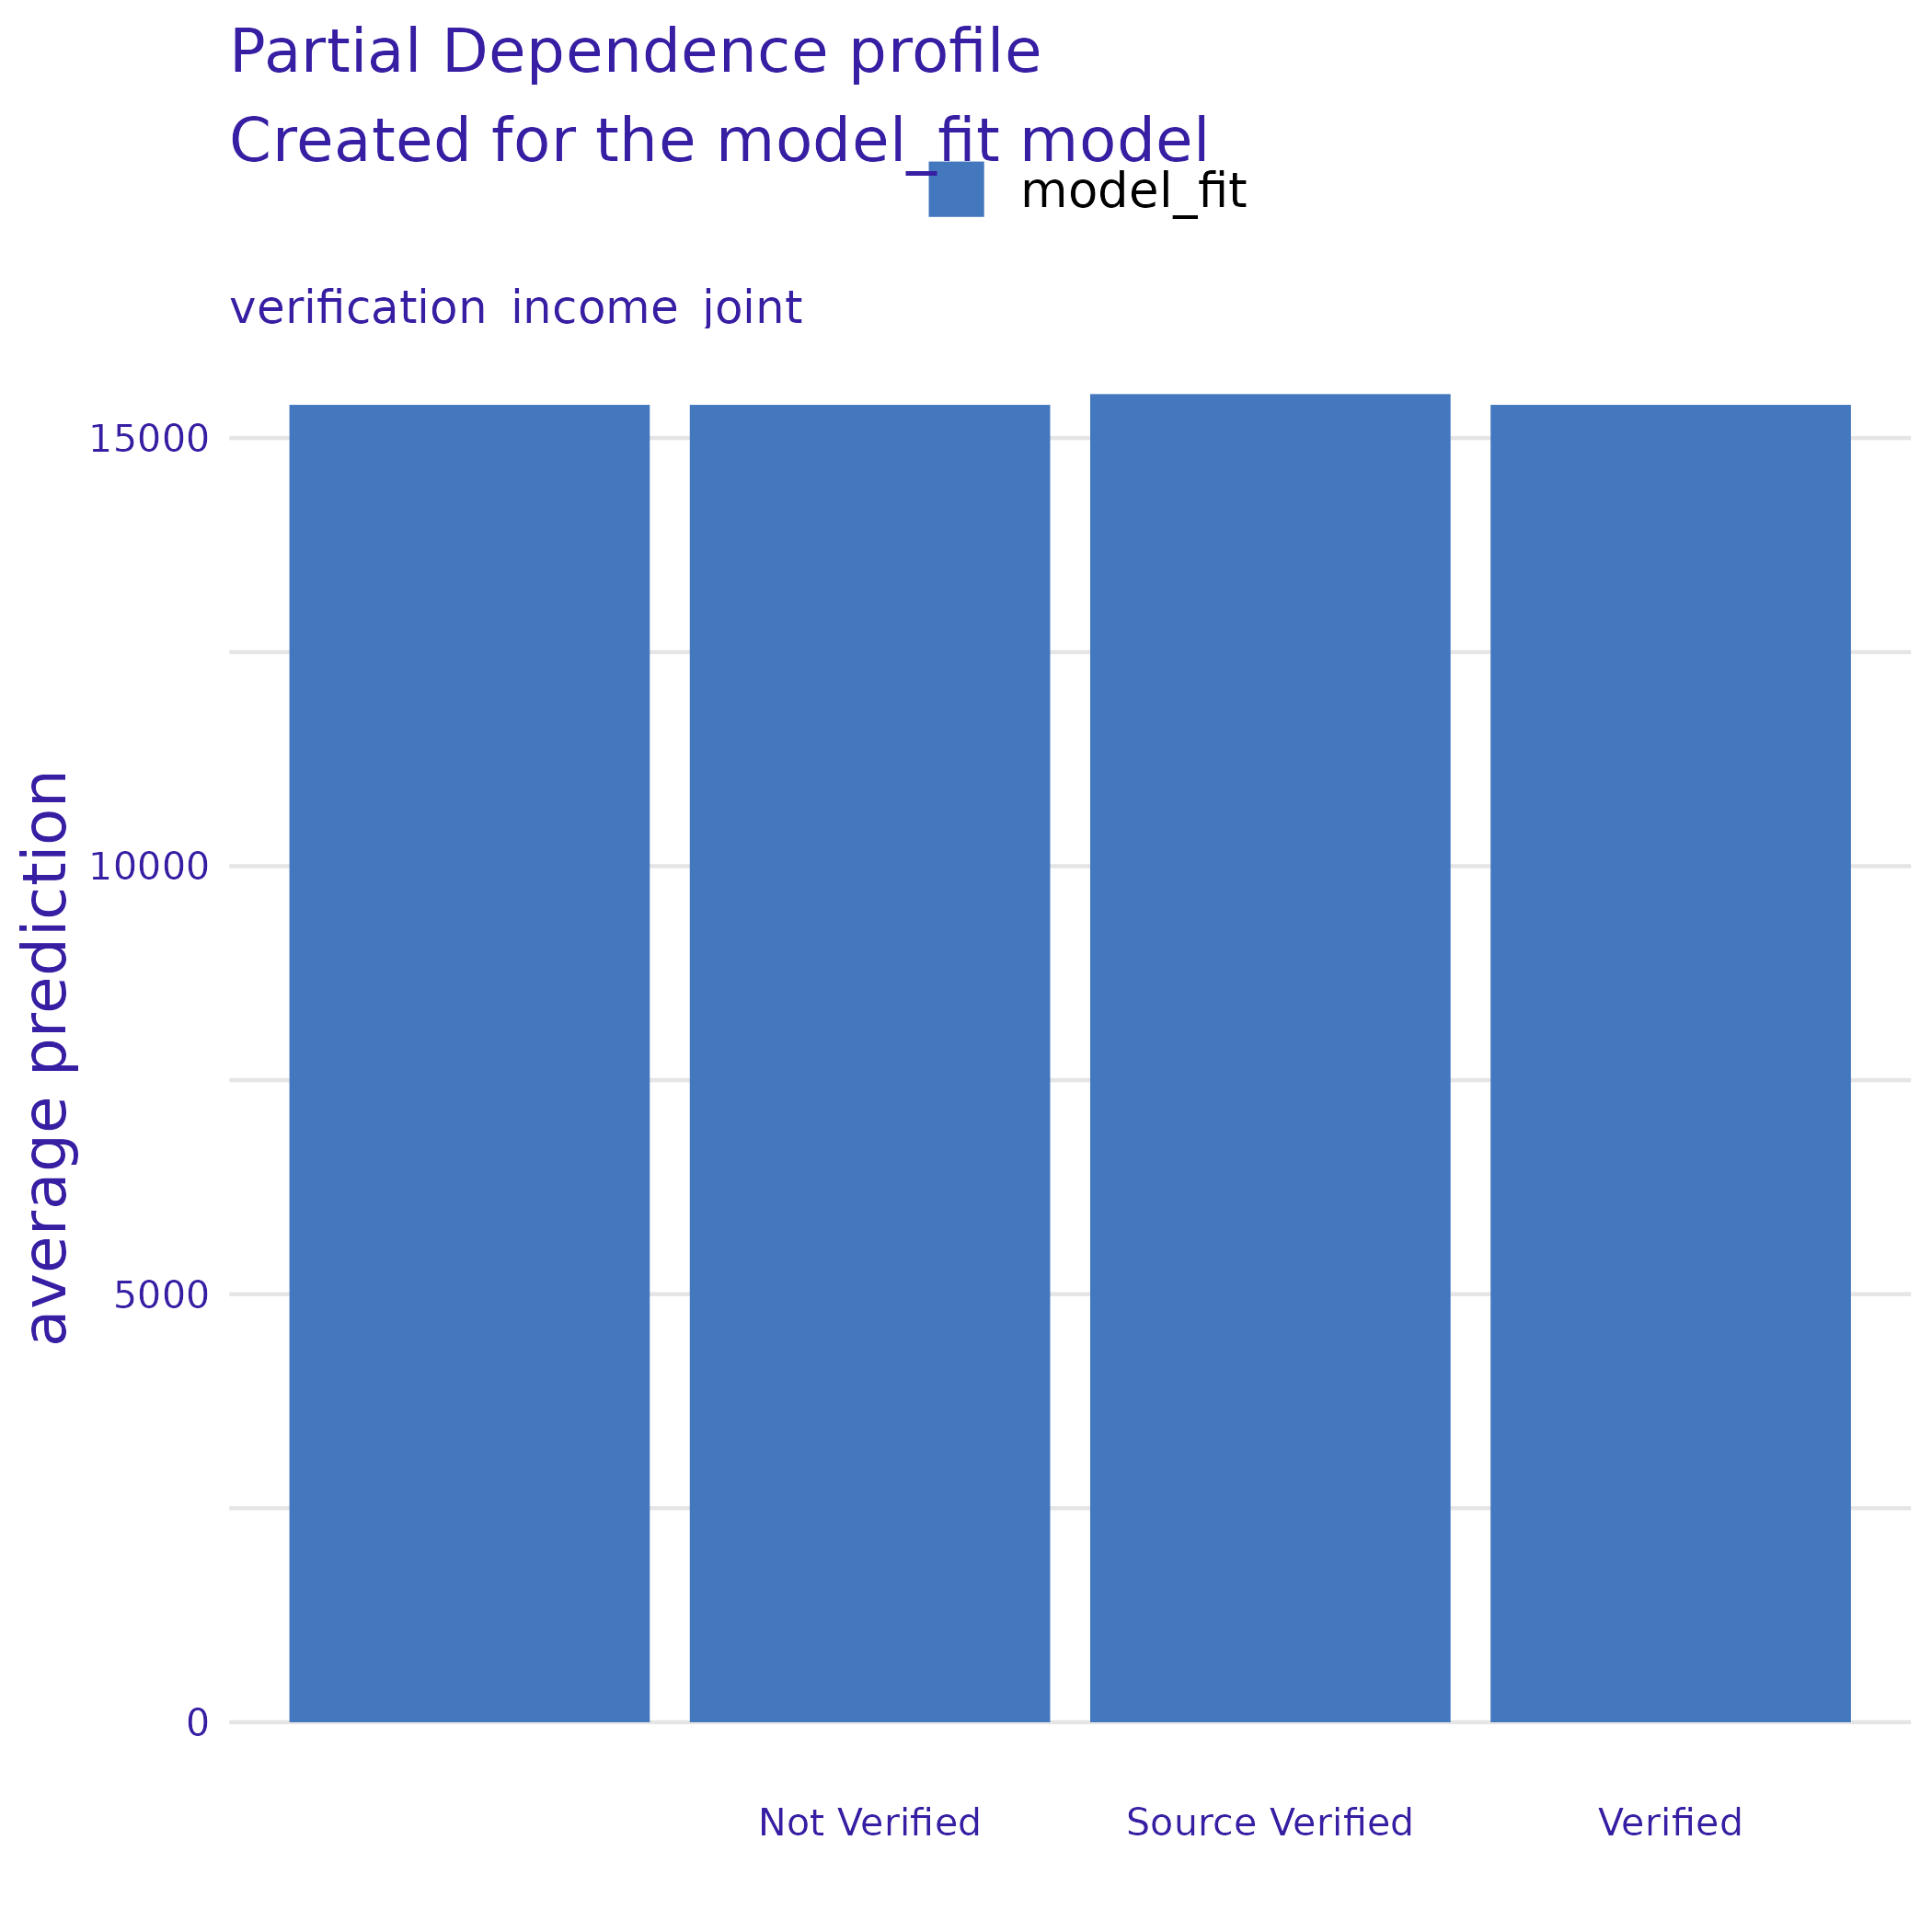 Partial Dependence profile
Created for the model_fit model
model_fit
verification income joint
average prediction
15000
10000
5000
0
Not Verified
Source Verified
Verified